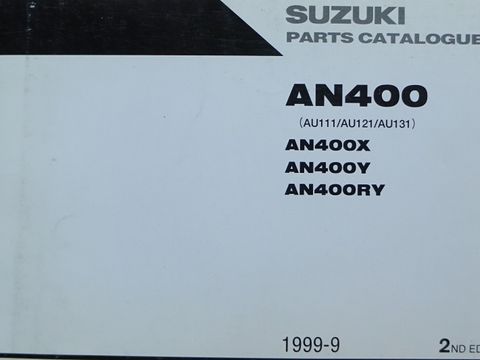 SUZUKI
PARTS CATALOGUE
AN400
(AU111/AU121/AU131)
AN400X
AN400Y
AN400RY
1999-9
2ND ED